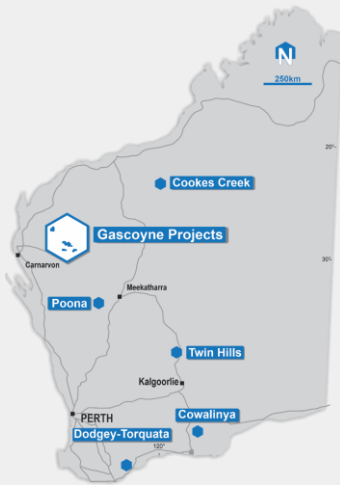 N
250km
20°
Cookes Creek
Gascoyne Projects
30°
Carnarvon
Meekatharra
Poona
Twin Hills
Kalgoorlie
Cowalinya
PERTH
Dodgey-Torquata
120°